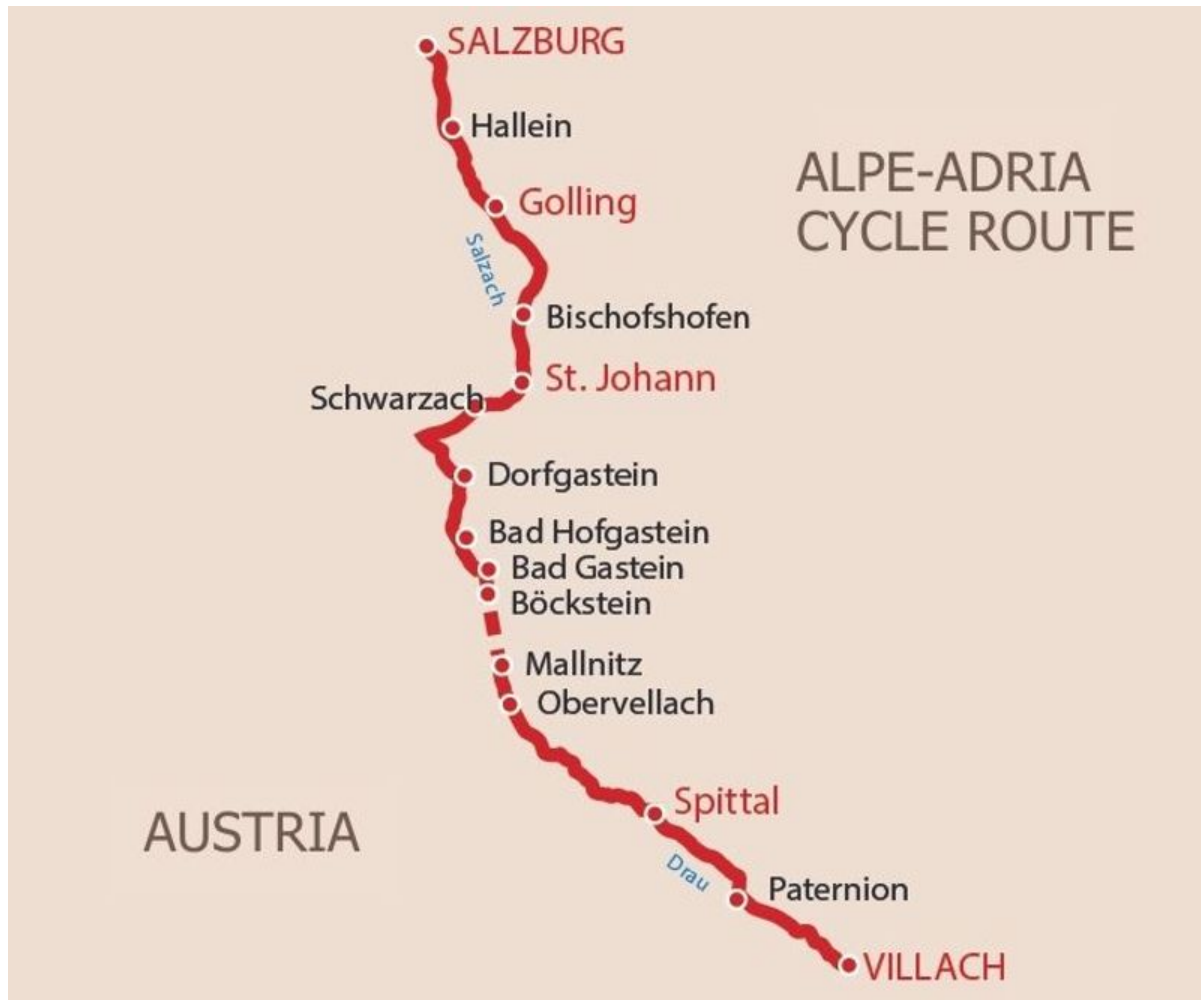 SALZBURG
Hallein
ALPE-ADRIA
CYCLE ROUTE
Golling
Salzach
Bischofshofen
St. Johann
Schwarzach
Dorfgastein
Bad Hofgastein
Bad Gastein
Böckstein
Mallnitz
Obervellach
Spittal
AUSTRIA
Drau
Paternion
VILLACH